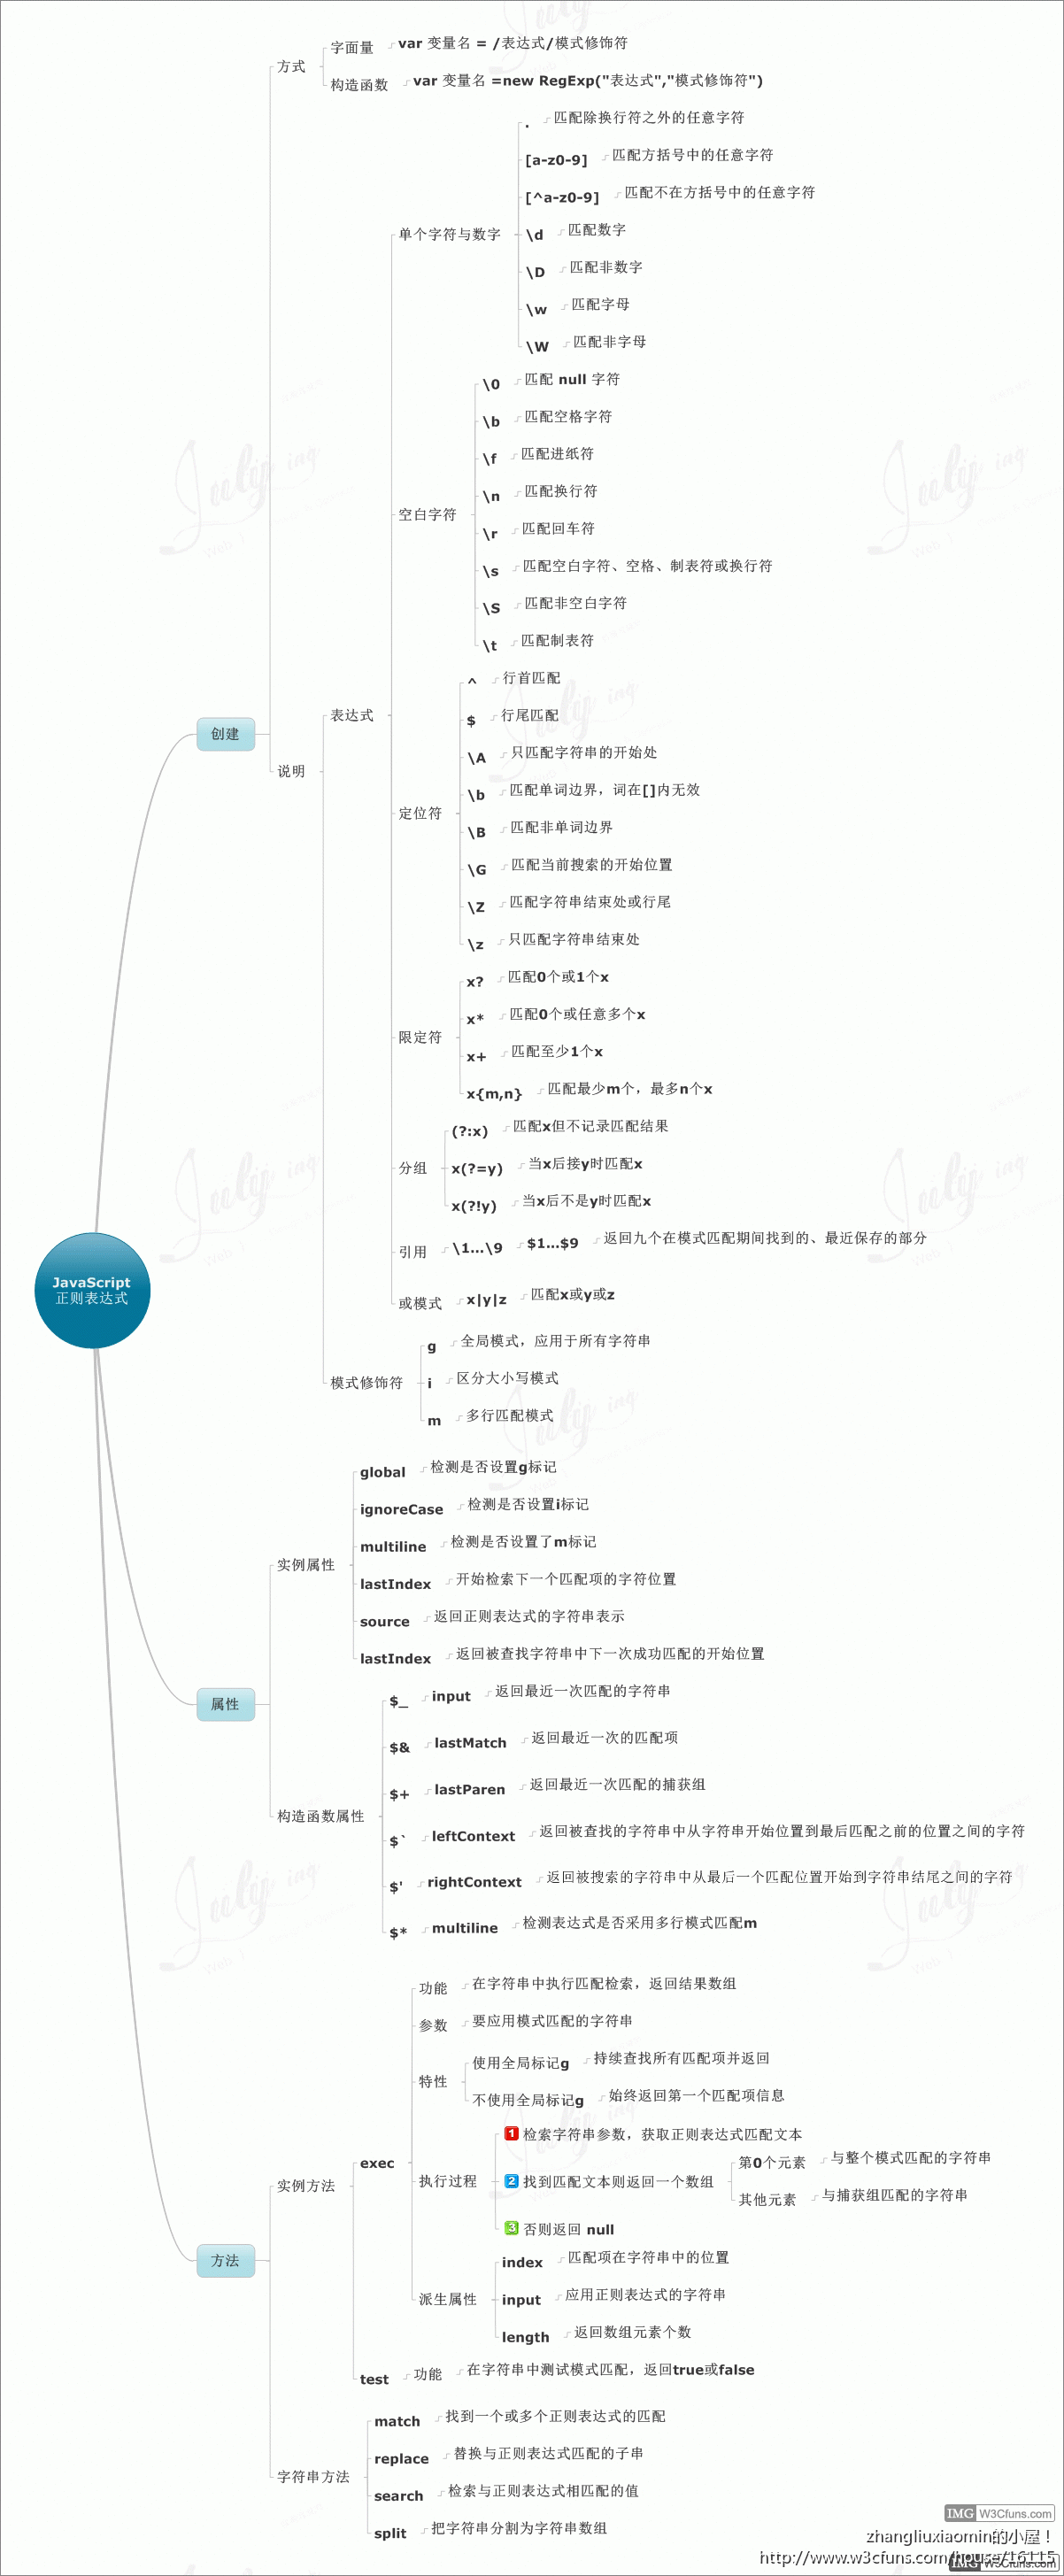 方式
字面量
var 变量名 = /表达式/模式修饰符
构造函数
var 变量名 =new RegExp("表达式","模式修饰符")
. 匹配除换行符之外的任意字符
[a-z0-9] 匹配方括号中的任意字符
[^a-z0-9] 匹配不在方括号中的任意字符
单个字符与数字
\d 匹配数字
\D 匹配非数字
\w 匹配字母
\W 匹配非字母
\0 匹配 null 字符
\b 匹配空格字符
\f 匹配进纸符
\n 匹配换行符
空白字符
\r 匹配回车符
\s 匹配空白字符、空格、制表符或换行符
\S 匹配非空白字符
\t 匹配制表符
^ 行首匹配
表达式
$ 行尾匹配
创建
\A 只匹配字符串的开始处
说明
\b 匹配单词边界，词在[]内无效
定位符
\B 匹配非单词边界
\G 匹配当前搜索的开始位置
\Z 匹配字符串结束处或行尾
\z 只匹配字符串结束处
x? 匹配0个或1个x
x* 匹配0个或任意多个x
限定符
x+ 匹配至少1个x
x{m,n} 匹配最少m个，最多n个x
(?:x) 匹配x但不记录匹配结果
分组
x(?=y) 当x后接y时匹配x
x(?!y) 当x后不是y时匹配x
引用 \1...\9 $1...$9 返回九个在模式匹配期间找到的、最近保存的部分
JavaScript
正则表达式
或模式 x|y|z 匹配x或y或z
g 全局模式，应用于所有字符串
模式修饰符
i 区分大小写模式
m 多行匹配模式
global 检测是否设置g标记
ignoreCase 检测是否设置i标记
multiline 检测是否设置了m标记
实例属性
lastIndex 开始检索下一个匹配项的字符位置
source 返回正则表达式的字符串表示
lastIndex 返回被查找字符串中下一次成功匹配的开始位置
属性
$_ input 返回最近一次匹配的字符串
$& lastMatch 返回最近一次的匹配项
$+ lastParen 返回最近一次匹配的捕获组
构造函数属性
$` leftContext 返回被查找的字符串中从字符串开始位置到最后匹配之前的位置之间的字符
$' rightContext 返回被搜索的字符串中从最后一个匹配位置开始到字符串结尾之间的字符
$* multiline 检测表达式是否采用多行模式匹配m
功能 在字符串中执行匹配检索，返回结果数组
参数 要应用模式匹配的字符串
特性
使用全局标记g 持续查找所有匹配项并返回
不使用全局标记g 始终返回第一个匹配项信息
1 检索字符串参数，获取正则表达式匹配文本
exec
执行过程
2 找到匹配文本则返回一个数组
第0个元素 与整个模式匹配的字符串
其他元素 与捕获组匹配的字符串
实例方法
3 否则返回 null
方法
index 匹配项在字符串中的位置
派生属性
input 应用正则表达式的字符串
length 返回数组元素个数
test 功能 在字符串中测试模式匹配，返回true或false
match 找到一个或多个正则表达式的匹配
replace 替换与正则表达式匹配的子串
字符串方法
search 检索与正则表达式相匹配的值
split 把字符串分割为字符串数组
IMG W3Cfuns.com
zhangliuxiaomin的小屋！
http://www.w3cfuns.com/house/16115